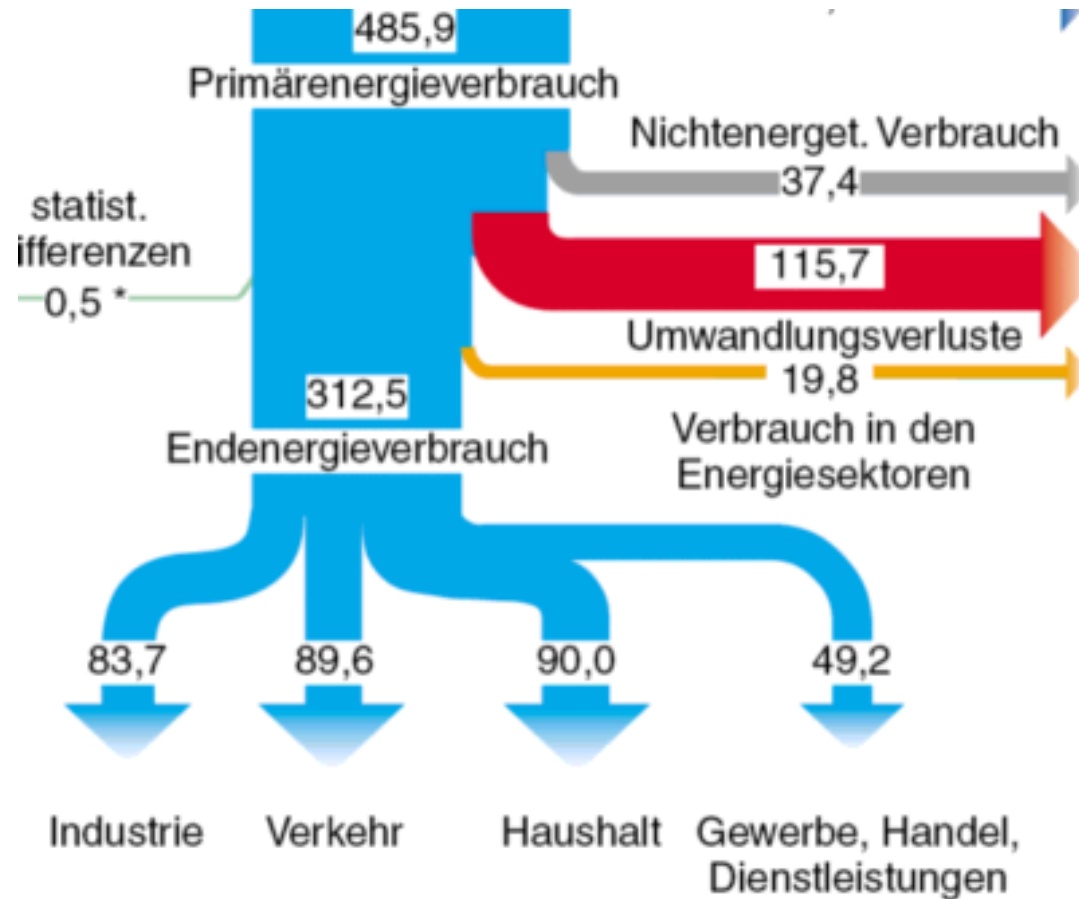 485,9
Primärenergieverbrauch
Nichtenerget. Verbrauch
37,4
statist.
ifferenzen
0,5 *
115,7
Umwandlungsverluste
19,8
Verbrauch in den
Energiesektoren
312,5
Endenergieverbrauch
83,7 89,6 90,0 49,2
Industrie Verkehr Haushalt Gewerbe, Handel,
Dienstleistungen